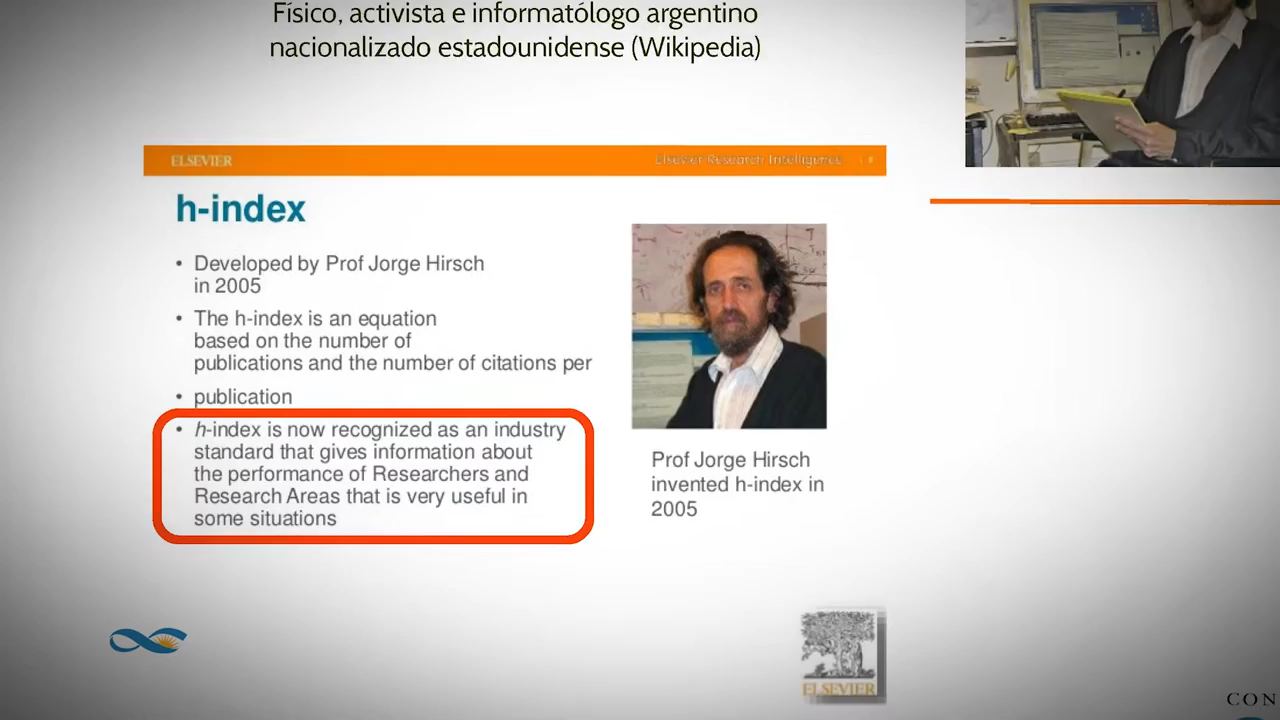 Físico, activista e informatólogo argentino
nacionalizado estadounidense (Wikipedia)
ELSEVIER
Elsevier Research Intelligence
h-index
• Developed by Prof Jorge Hirsch
in 2005
• The h-index is an equation
based on the number of
publications and the number of citations per
• publication
• h-index is now recognized as an industry
standard that gives information about
the performance of Researchers and
Research Areas that is very useful in
some situations
Prof Jorge Hirsch
invented h-index in
2005
ELSEVIER
CON